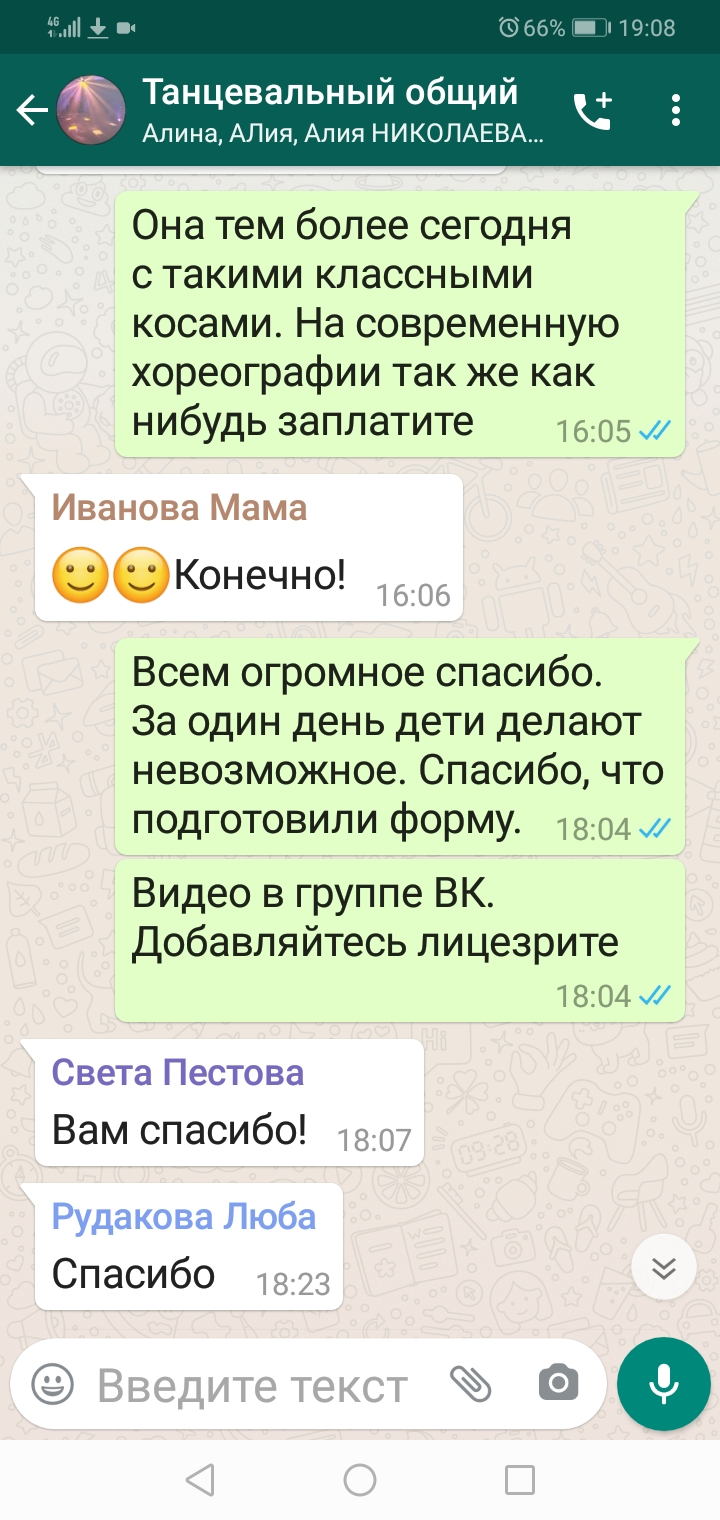 4G 66% 19:08
Танцевальный общий
Алина, АЛия, Алия НИКОЛАЕВА...
Она тем более сегодня
с такими классными
косами. На современную
хореографии так же как
нибудь заплатите 16:05
Иванова Мама
Конечно! 16:06
Всем огромное спасибо.
За один день дети делают
невозможное. Спасибо, что
подготовили форму. 18:04
Видео в группе ВК.
Добавляйтесь лицезрите
18:04
Света Пестова
Вам спасибо! 18:07
Рудакова Люба
Спасибо 18:23
Введите текст